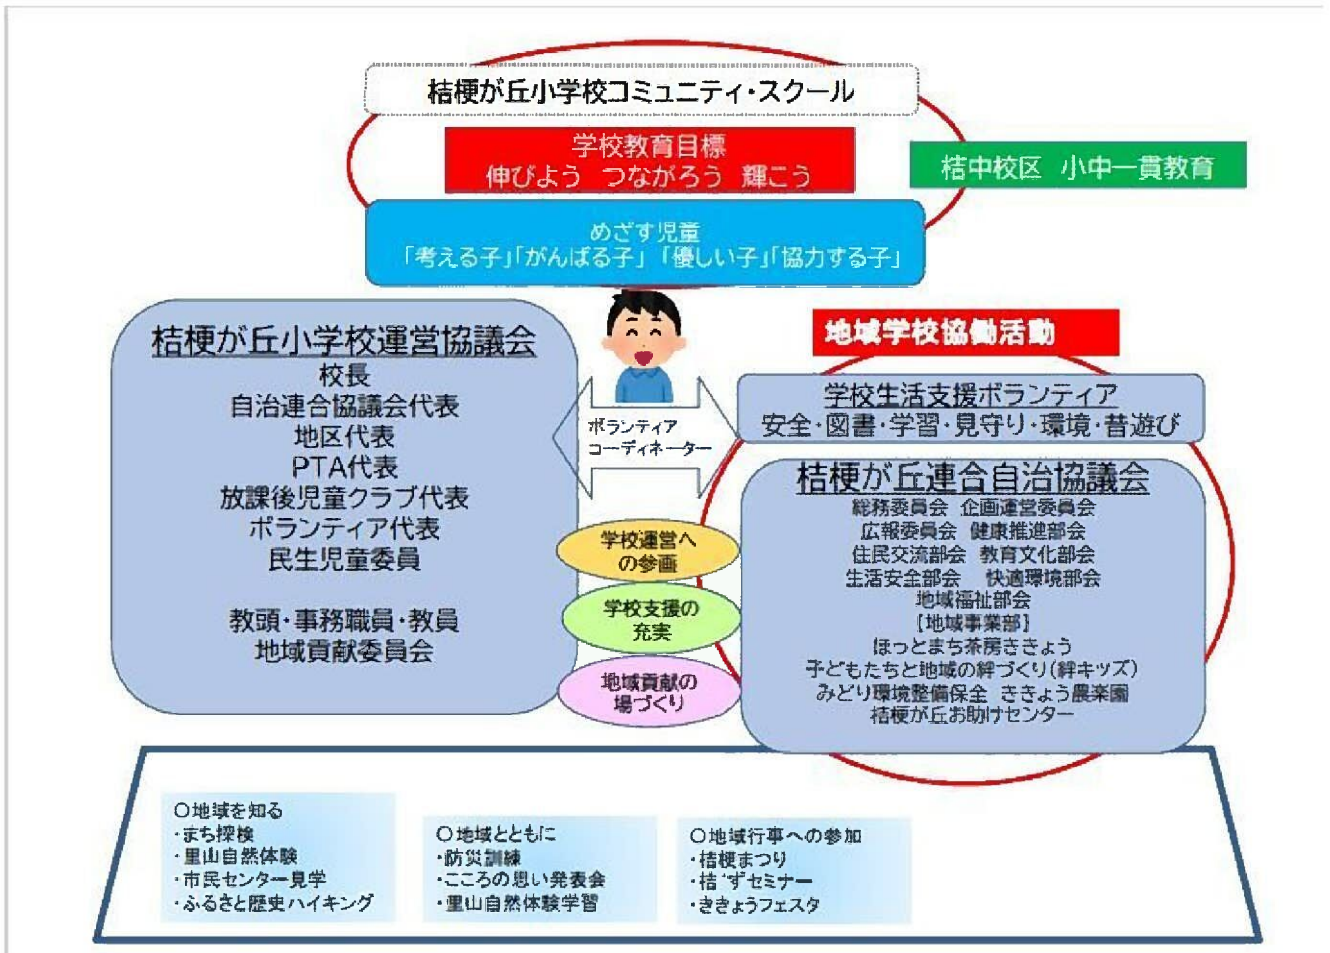 桔梗が丘小学校コミュニティ・スクール
学校教育目標
伸びよう つながろう 輝こう
桔中校区 小中一貫教育
めざす児童
「考える子」「がんばる子」「優しい子」「協力する子」
桔梗が丘小学校運営協議会
校長
自治連合協議会代表
地区代表
PTA代表
放課後児童クラブ代表
ボランティア代表
民生児童委員
教頭・事務職員・教員
地域貢献委員会
ボランティア
コーディネーター
学校運営へ
の参画
学校支援の
充実
地域貢献の
場づくり
地域学校協働活動
学校生活支援ボランティア
安全・図書・学習・見守り・環境・昔遊び
桔梗が丘連合自治協議会
総務委員会 企画運営委員会
広報委員会 健康推進部会
住民交流部会 教育文化部会
生活安全部会 快適環境部会
地域福祉部会
[地域事業部]
ほっとまち茶房ききょう
子どもたちと地域の絆づくり(絆キッズ)
みどり環境整備保全 ききょう農楽園
桔梗が丘お助けセンター
○地域を知る
・まち探検
・里山自然体験
・市民センター見学
・ふるさと歴史ハイキング
○地域とともに
・防災訓練
・こころの思い発表会
・里山自然体験学習
○地域行事への参加
・桔梗まつり
・桔“ずセミナー
・ききょうフェスタ